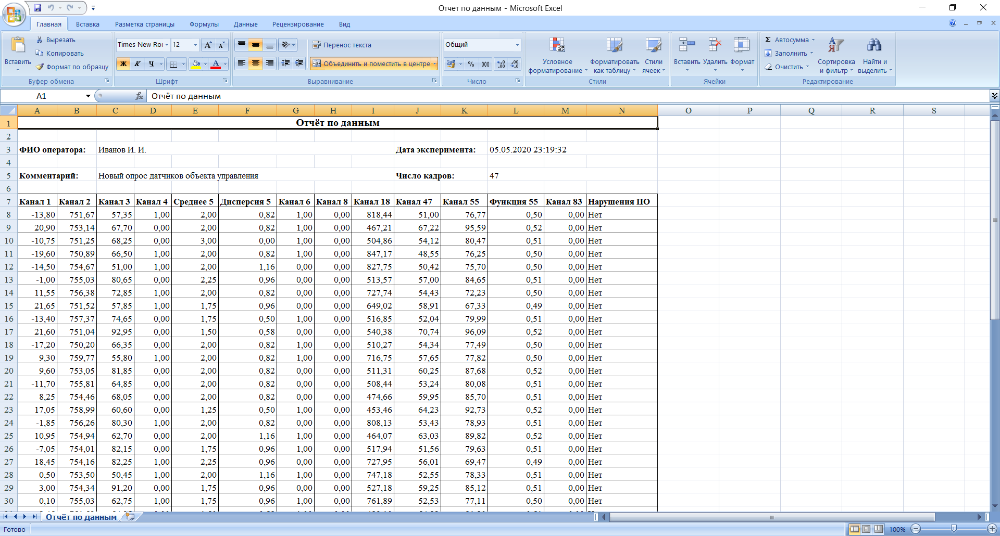 Отчет по данным - Microsoft Excel
Главная Вставка Разметка страницы Формулы Данные Рецензирование Вид
Вставить
Вырезать
Копировать
Формат по образцу
Буфер обмена
Times New Roi 12
Ж К Ч
Шрифт
Перенос текста
Объединить и поместить в центре
Выравнивание
Общий
% 000
Число
Условное форматирование
Форматировать как таблицу
Стили ячеек
Стили
Вставить Удалить Формат
Ячейки
Σ Автосумма
Заполнить
Очистить
Сортировка и фильтр
Найти и выделить
Редактирование
A1 fx Отчёт по данным
A B C D E F G H I J K L M N O P Q R S
1 Отчёт по данным
2
3 ФИО оператора: Иванов И. И. Дата эксперимента: 05.05.2020 23:19:32
4
5 Комментарий: Новый опрос датчиков объекта управления Число кадров: 47
6
7 Канал 1 Канал 2 Канал 3 Канал 4 Среднее 5 Дисперсия 5 Канал 6 Канал 8 Канал 18 Канал 47 Канал 55 Функция 55 Канал 83 Нарушения ПО
8 -13,80 751,67 57,35 1,00 2,00 0,82 1,00 0,00 818,44 51,00 76,77 0,50 0,00 Нет
9 20,90 753,14 67,70 0,00 2,00 0,82 1,00 0,00 467,21 67,22 95,59 0,52 0,00 Нет
10 -10,75 751,25 68,25 0,00 3,00 0,00 1,00 0,00 504,86 54,12 80,47 0,51 0,00 Нет
11 -19,60 750,89 66,50 1,00 2,00 0,82 1,00 0,00 847,17 48,55 76,25 0,50 0,00 Нет
12 -14,50 754,67 51,00 1,00 2,00 1,16 0,00 0,00 827,75 50,42 75,70 0,50 0,00 Нет
13 -1,00 755,03 80,65 0,00 2,25 0,96 0,00 0,00 513,57 57,00 84,65 0,51 0,00 Нет
14 11,55 756,38 72,85 1,00 2,00 0,82 0,00 0,00 727,74 54,43 72,23 0,50 0,00 Нет
15 21,65 751,52 57,85 1,00 1,75 0,96 0,00 0,00 649,02 58,91 67,33 0,49 0,00 Нет
16 -13,40 757,37 74,65 0,00 1,75 0,50 1,00 0,00 516,85 52,04 79,99 0,51 0,00 Нет
17 21,60 751,04 92,95 0,00 1,50 0,58 0,00 0,00 540,38 70,74 96,09 0,52 0,00 Нет
18 -17,20 750,20 66,35 0,00 2,00 0,82 1,00 0,00 510,27 54,34 77,49 0,50 0,00 Нет
19 9,30 759,77 55,80 1,00 2,00 0,82 1,00 0,00 716,75 57,65 77,82 0,50 0,00 Нет
20 9,60 753,05 81,85 0,00 2,00 0,82 0,00 0,00 511,31 60,25 87,68 0,52 0,00 Нет
21 -11,70 755,81 64,85 0,00 2,00 0,82 0,00 0,00 508,44 53,24 80,08 0,51 0,00 Нет
22 8,25 754,46 68,05 0,00 2,00 0,82 0,00 0,00 474,66 59,95 85,70 0,51 0,00 Нет
23 17,05 758,99 60,60 0,00 1,25 0,50 1,00 0,00 453,46 64,23 92,73 0,52 0,00 Нет
24 -1,85 756,26 80,30 1,00 2,00 0,82 0,00 0,00 808,13 53,43 78,93 0,51 0,00 Нет
25 10,95 754,94 62,70 0,00 2,00 1,16 1,00 0,00 464,07 63,03 89,82 0,52 0,00 Нет
26 -7,05 754,01 82,15 0,00 1,75 0,96 1,00 0,00 517,94 51,56 79,63 0,51 0,00 Нет
27 18,45 754,16 82,25 1,00 2,25 0,96 0,00 0,00 727,95 56,01 69,47 0,49 0,00 Нет
28 0,50 753,50 50,45 1,00 2,00 1,16 1,00 0,00 747,18 52,55 78,33 0,51 0,00 Нет
29 3,00 754,34 91,20 0,00 1,75 0,96 0,00 0,00 527,18 59,25 85,12 0,51 0,00 Нет
30 0,10 755,03 62,75 1,00 1,75 0,96 1,00 0,00 761,89 52,53 77,11 0,50 0,00 Нет
Отчёт по данным
Готово 100%